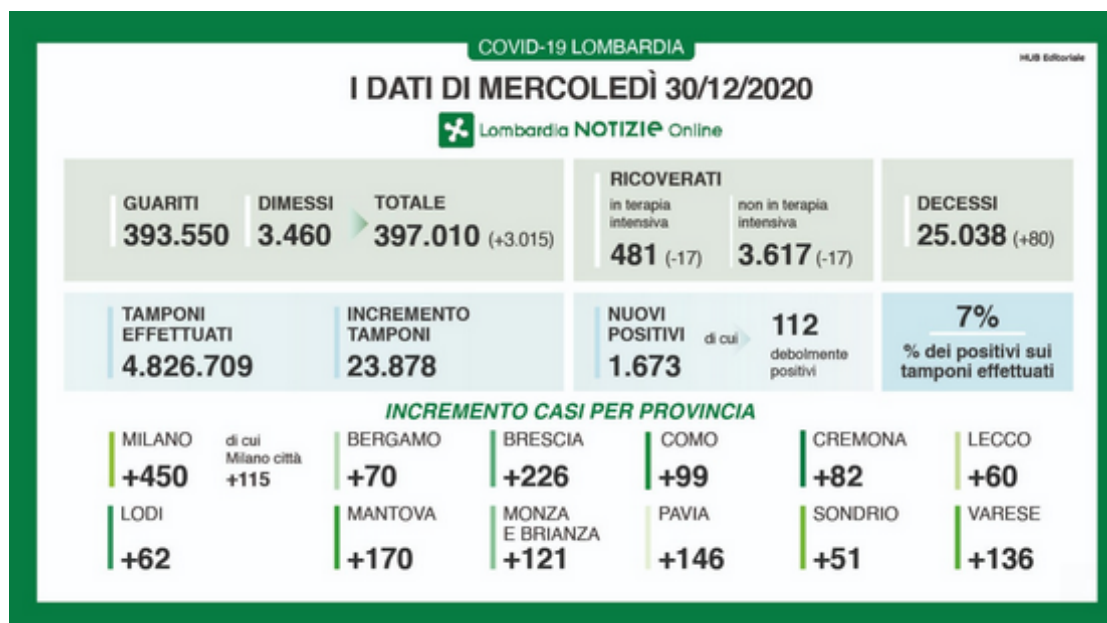 COVID-19 LOMBARDIA
HUB Editoriale
I DATI DI MERCOLEDÌ 30/12/2020
Lombardia NOTIZIE Online
GUARITI
393.550
DIMESSI
3.460
TOTALE
397.010 (+3.015)
RICOVERATI
in terapia
intensiva
481 (-17)
non in terapia
intensiva
3.617 (-17)
DECESSI
25.038 (+80)
TAMPONI
EFFETTUATI
4.826.709
INCREMENTO
TAMPONI
23.878
NUOVI
POSITIVI
1.673
di cui
112
debolmente
positivi
7%
% dei positivi sui
tamponi effettuati
INCREMENTO CASI PER PROVINCIA
MILANO
+450
di cui
Milano città
+115
BERGAMO
+70
BRESCIA
+226
COMO
+99
CREMONA
+82
LECCO
+60
LODI
+62
MANTOVA
+170
MONZA
E BRIANZA
+121
PAVIA
+146
SONDRIO
+51
VARESE
+136